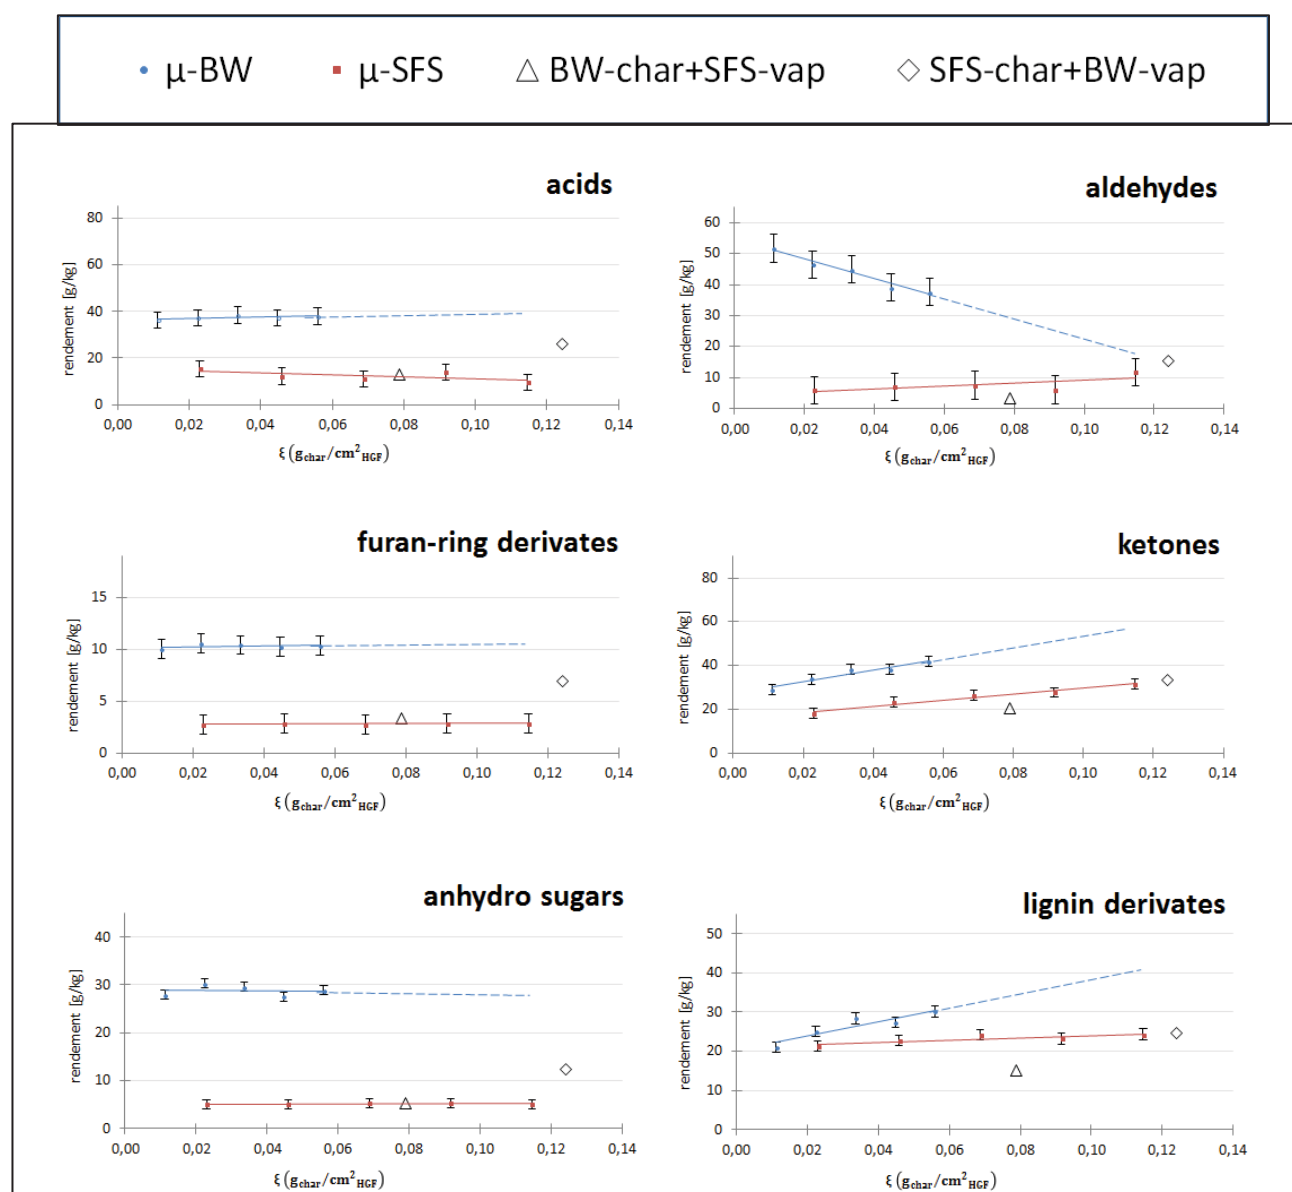 μ-BW μ-SFS BW-char+SFS-vap SFS-char+BW-vap
acids
rendement [g/kg]
80
60
40
20
0
0,00 0,02 0,04 0,06 0,08 0,10 0,12 0,14
ξ (gchar/cm²HGF)
aldehydes
rendement [g/kg]
60
50
40
30
20
10
0
0,00 0,02 0,04 0,06 0,08 0,10 0,12 0,14
ξ (gchar/cm²HGF)
furan-ring derivates
rendement [g/kg]
15
10
5
0
0,00 0,02 0,04 0,06 0,08 0,10 0,12 0,14
ξ (gchar/cm²HGF)
ketones
rendement [g/kg]
80
60
40
20
0
0,00 0,02 0,04 0,06 0,08 0,10 0,12 0,14
ξ (gchar/cm²HGF)
anhydro sugars
rendement [g/kg]
40
30
20
10
0
0,00 0,02 0,04 0,06 0,08 0,10 0,12 0,14
ξ (gchar/cm²HGF)
lignin derivates
rendement [g/kg]
50
40
30
20
10
0
0,00 0,02 0,04 0,06 0,08 0,10 0,12 0,14
ξ (gchar/cm²HGF)